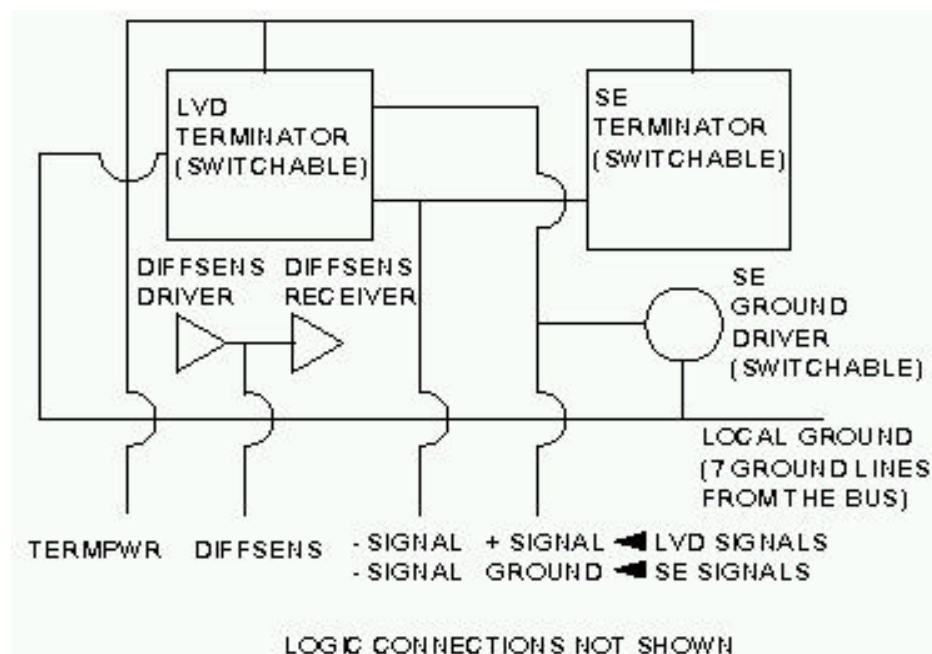 LVD
TERMINATOR
(SWITCHABLE)
SE
TERMINATOR
(SWITCHABLE)
DIFFSENS
DRIVER
DIFFSENS
RECEIVER
SE
GROUND
DRIVER
(SWITCHABLE)
LOCAL GROUND
(7 GROUND LINES
FROM THE BUS)
TERMPWR
DIFFSENS
- SIGNAL + SIGNAL LVD SIGNALS
- SIGNAL GROUND SE SIGNALS
LOGIC CONNECTIONS NOT SHOWN